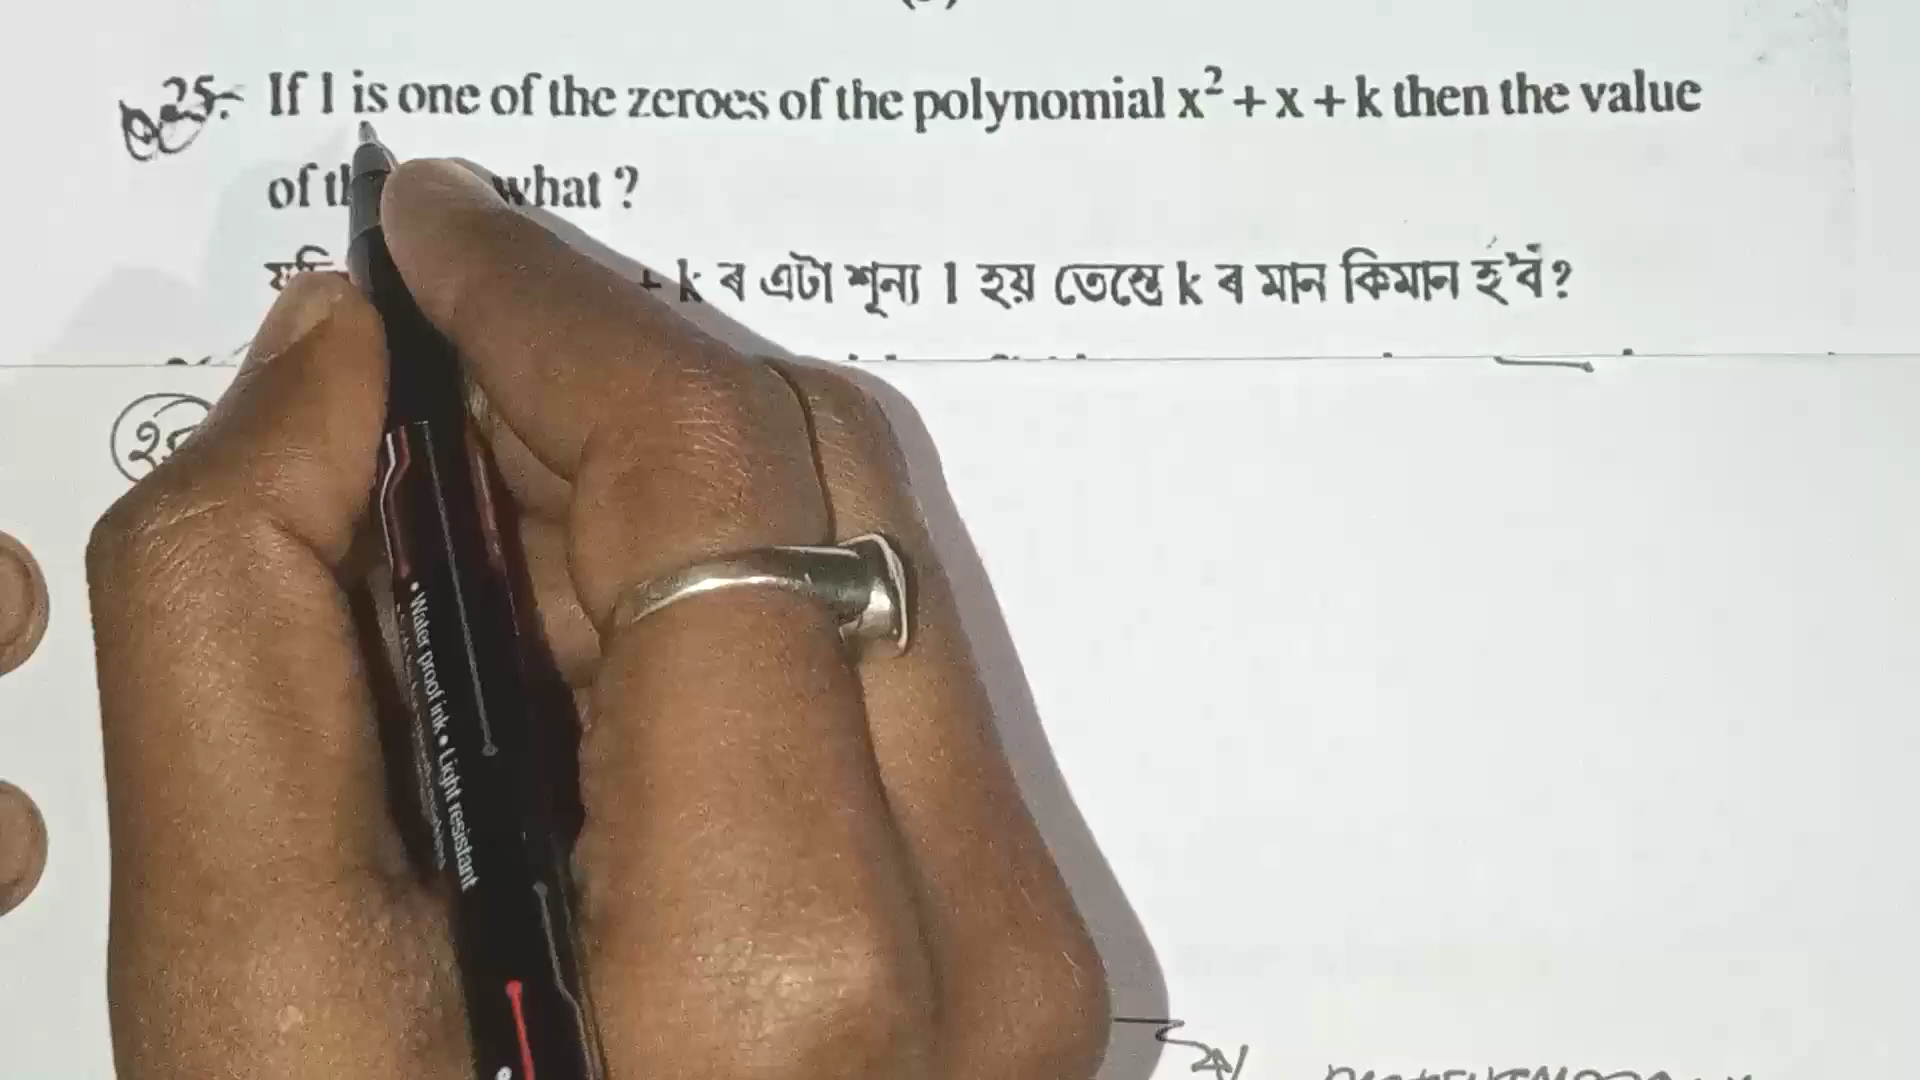 25. If 1 is one of the zeroes of the polynomial x² + x + k then the value
of what ?
+ k ৰ এটা শূন্য 1 হয় তেন্তে k ৰ মান কিমান হ'ব?
• Water proof ink • Light resistant